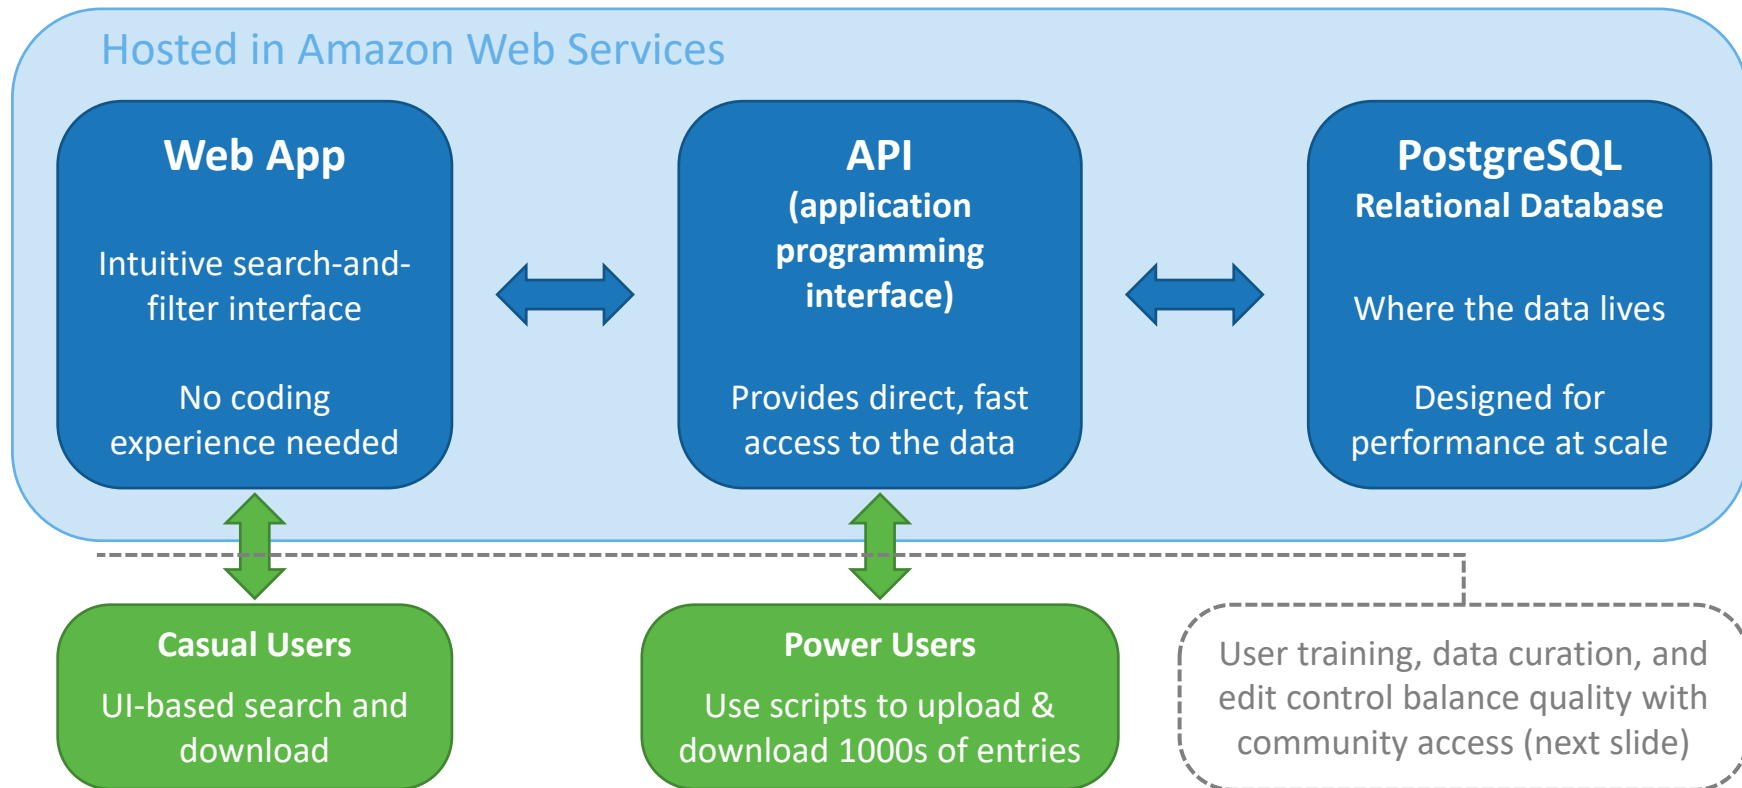 Hosted in Amazon Web Services
Web App
Intuitive search-and-
filter interface
No coding
experience needed
API
(application
programming
interface)
Provides direct, fast
access to the data
PostgreSQL
Relational Database
Where the data lives
Designed for
performance at scale
Casual Users
UI-based search and
download
Power Users
Use scripts to upload &
download 1000s of entries
User training, data curation, and
edit control balance quality with
community access (next slide)